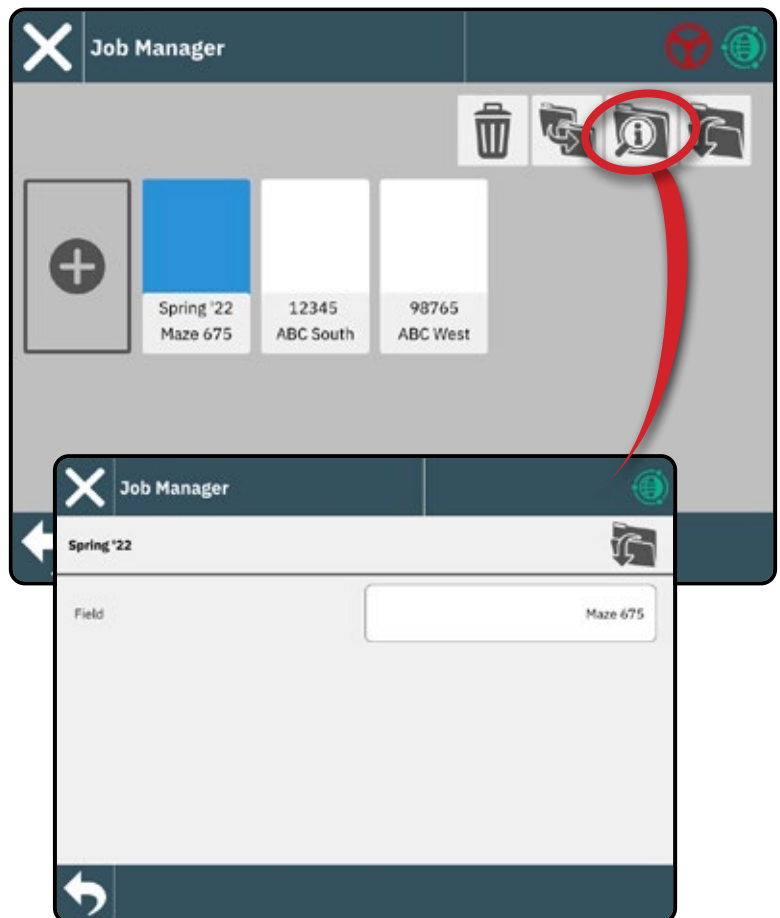 Job Manager
Spring '22
Maze 675
12345
ABC South
98765
ABC West
Job Manager
Spring '22
Field
Maze 675